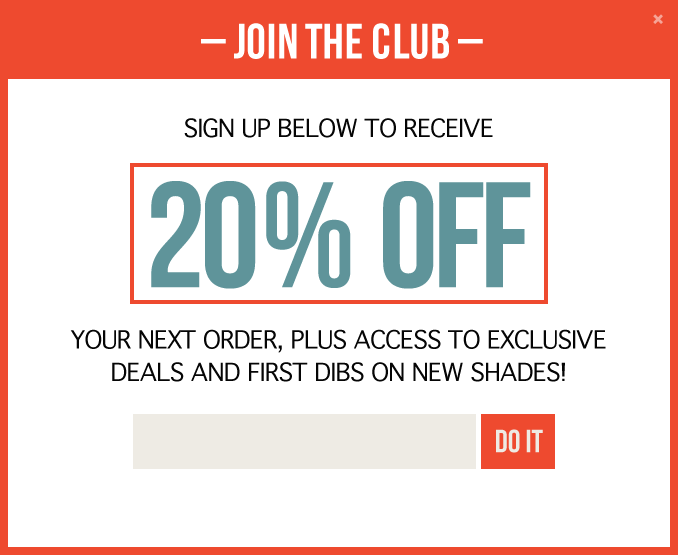 – JOIN THE CLUB –
×
SIGN UP BELOW TO RECEIVE
20% OFF
YOUR NEXT ORDER, PLUS ACCESS TO EXCLUSIVE
DEALS AND FIRST DIBS ON NEW SHADES!
DO IT